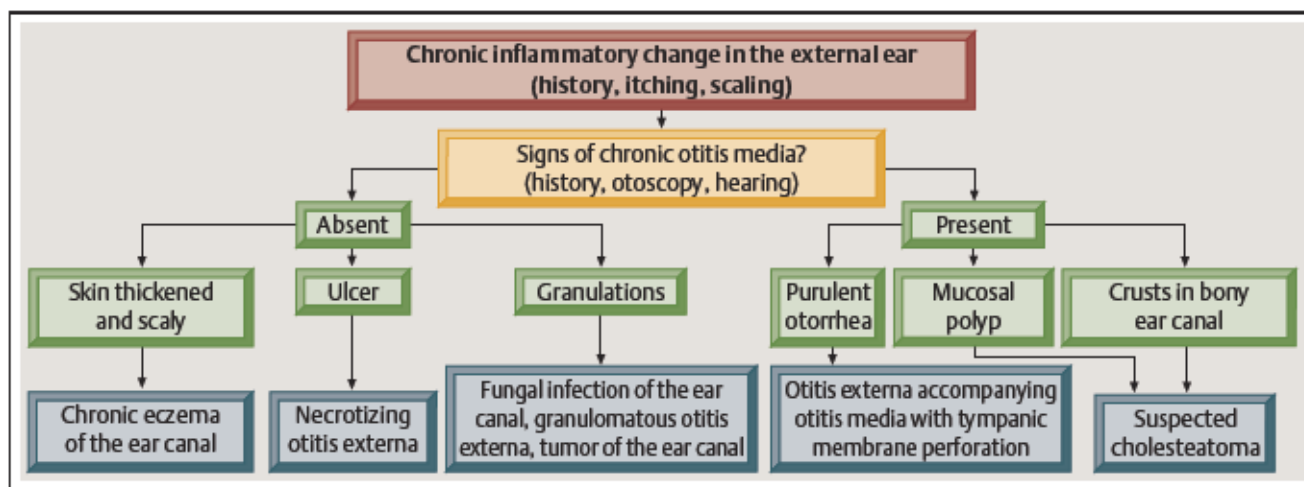 Chronic inflammatory change in the external ear
(history, itching, scaling)
Signs of chronic otitis media?
(history, otoscopy, hearing)
Absent
Present
Skin thickened
and scaly
Ulcer
Granulations
Purulent
otorrhea
Mucosal
polyp
Crusts in bony
ear canal
Chronic eczema
of the ear canal
Necrotizing
otitis externa
Fungal infection of the ear
canal, granulomatous otitis
externa, tumor of the ear canal
Otitis externa accompanying
otitis media with tympanic
membrane perforation
Suspected
cholesteatoma